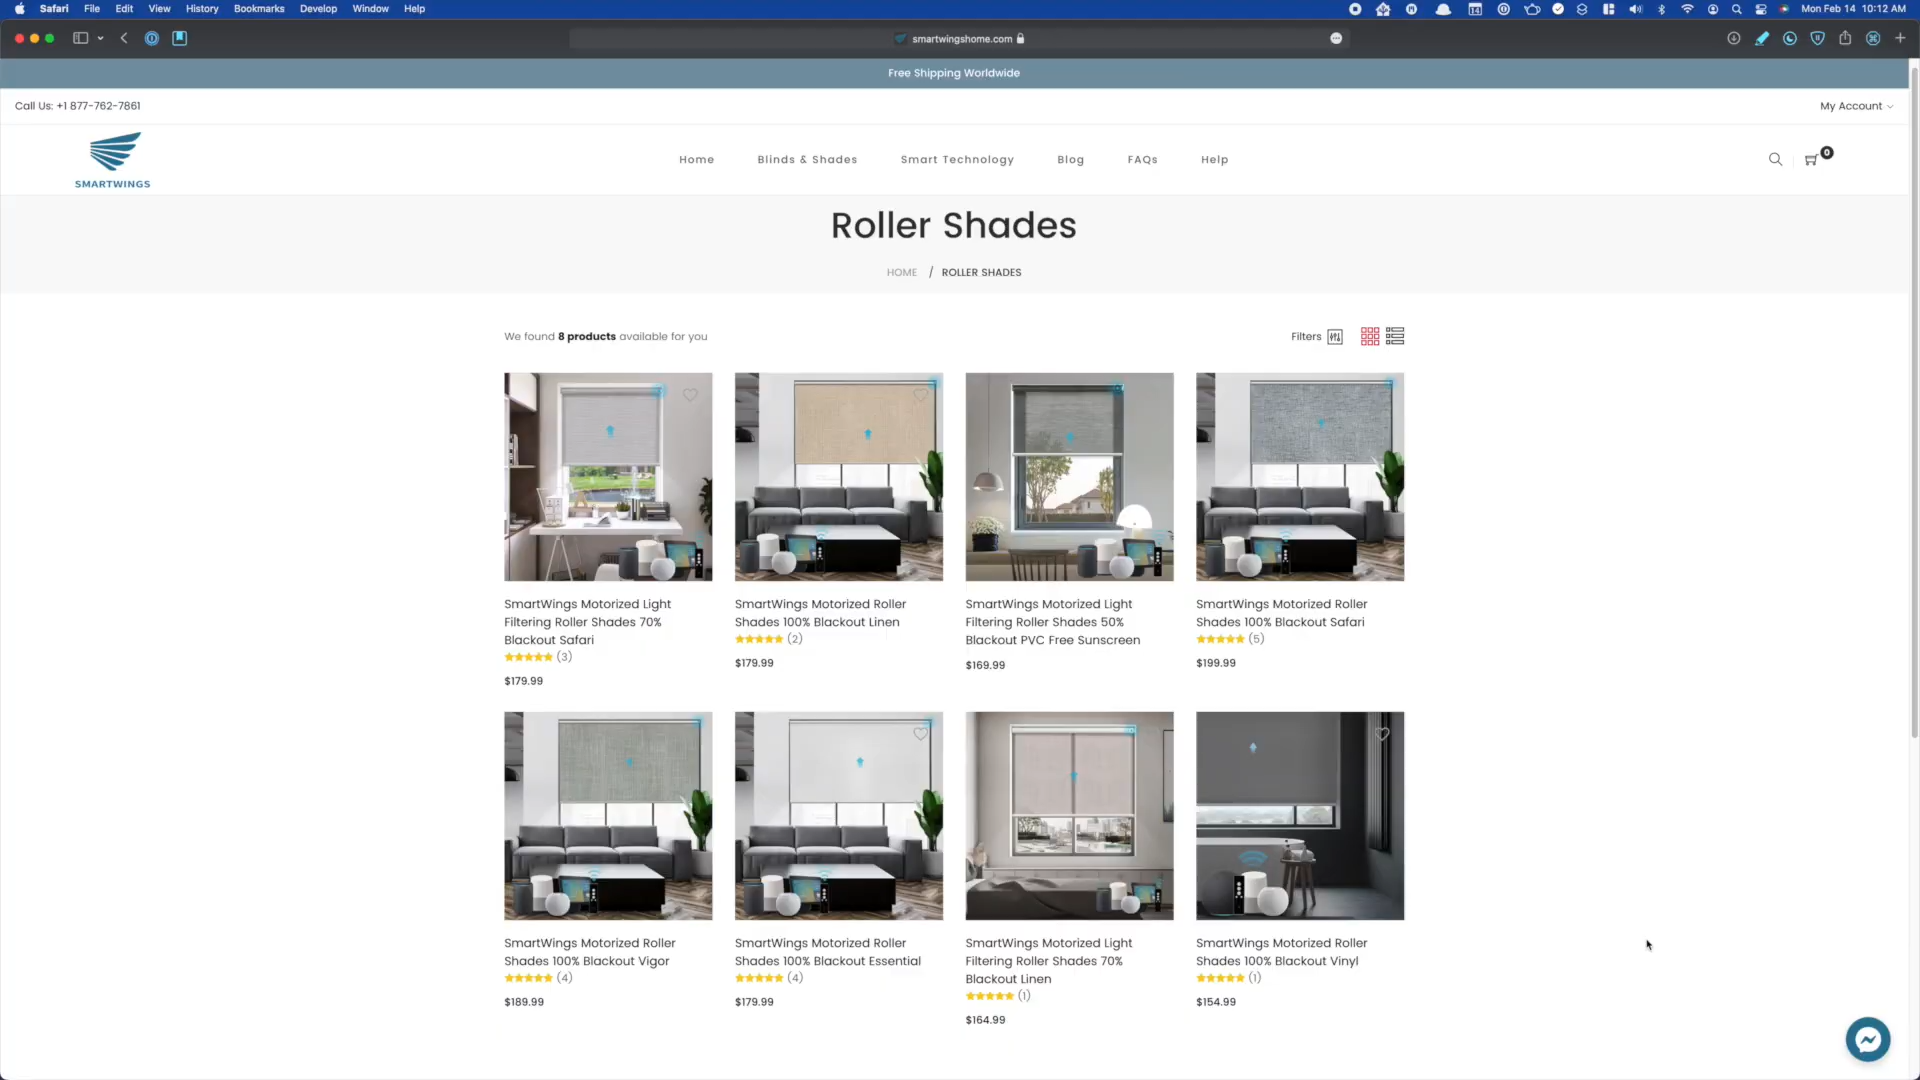 Safari File Edit View History Bookmarks Develop Window Help
14
Mon Feb 14 10:12 AM
smartwingshome.com
Free Shipping Worldwide
Call Us: +1 877-762-7861
My Account
SMARTWINGS
Home Blinds & Shades Smart Technology Blog FAQs Help
0
Roller Shades
HOME / ROLLER SHADES
We found 8 products available for you
Filters
SmartWings Motorized Light
Filtering Roller Shades 70%
Blackout Safari
(3)
$179.99
SmartWings Motorized Roller
Shades 100% Blackout Linen
(2)
$179.99
SmartWings Motorized Light
Filtering Roller Shades 50%
Blackout PVC Free Sunscreen
$169.99
SmartWings Motorized Roller
Shades 100% Blackout Safari
(5)
$199.99
SmartWings Motorized Roller
Shades 100% Blackout Vigor
(4)
$189.99
SmartWings Motorized Roller
Shades 100% Blackout Essential
(4)
$179.99
SmartWings Motorized Light
Filtering Roller Shades 70%
Blackout Linen
(1)
$164.99
SmartWings Motorized Roller
Shades 100% Blackout Vinyl
(1)
$154.99